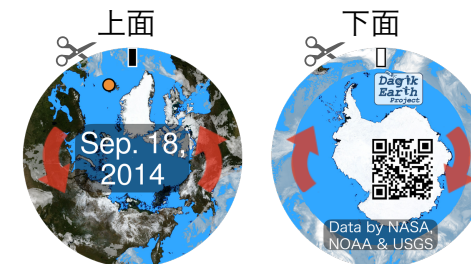 上面
下面
Sep. 18,
2014
Dagik
Earth
Project
Data by NASA,
NOAA & USGS